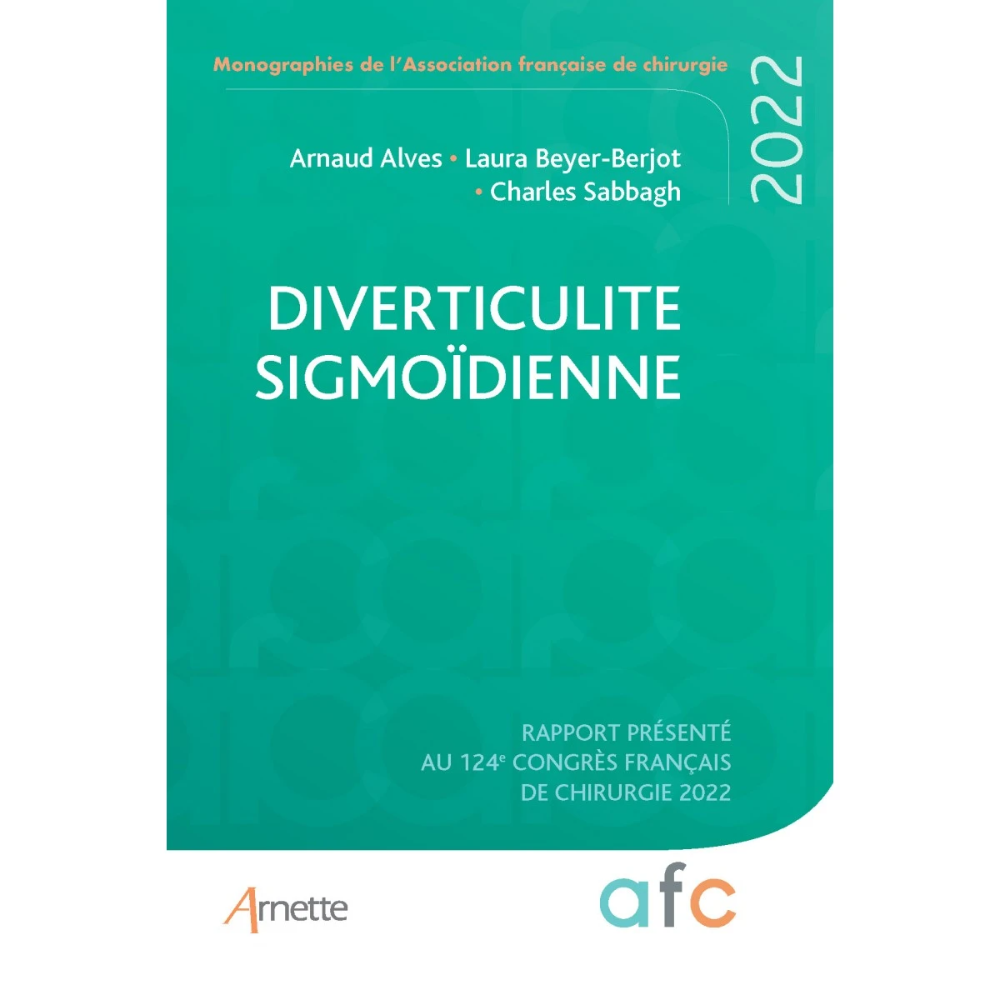 Monographies de l'Association française de chirurgie
2022
Arnaud Alves • Laura Beyer-Berjot
• Charles Sabbagh
DIVERTICULITE
SIGMOÏDIENNE
RAPPORT PRÉSENTÉ
AU 124e CONGRÈS FRANÇAIS
DE CHIRURGIE 2022
Arnette
afc